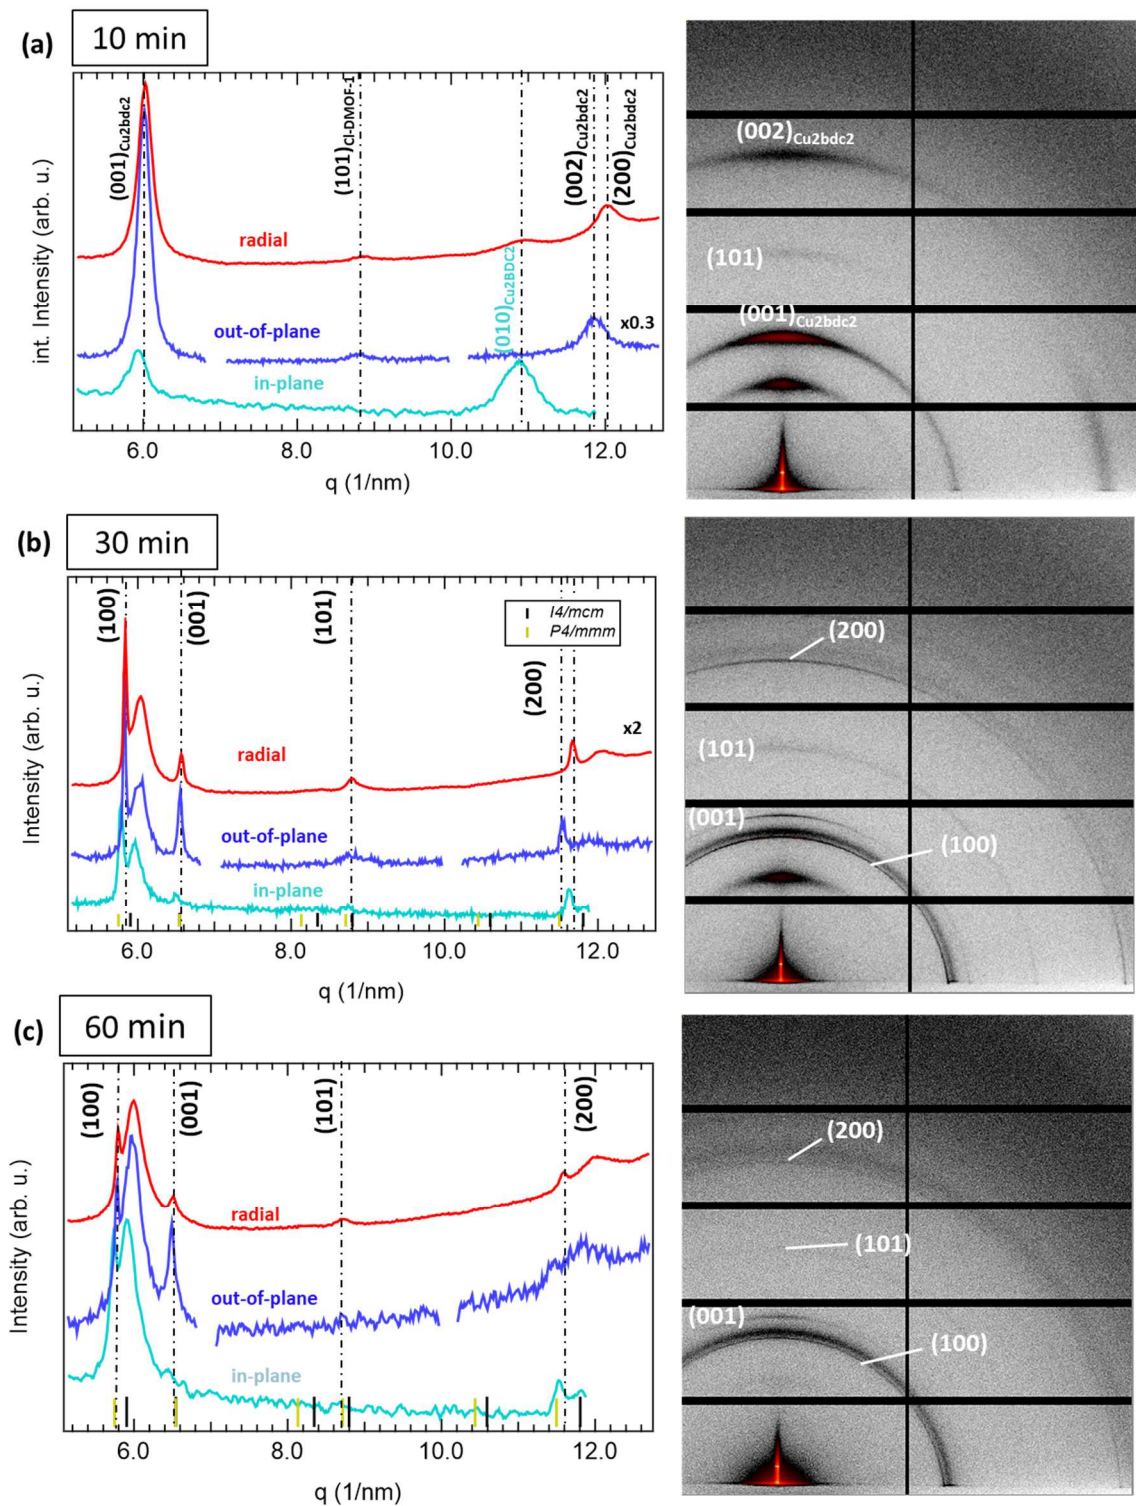 (a) 10 min
int. Intensity (arb. u.)
(001)Cu2bdc2
(101)Cl-DMOF-1
(010)Cu2BDC2
(002)Cu2bdc2
(200)Cu2bdc2
radial
out-of-plane
x0.3
in-plane
6.0 8.0 10.0 12.0
q (1/nm)
(002)Cu2bdc2
(101)
(001)Cu2bdc2
(b) 30 min
Intensity (arb. u.)
(100)
(001)
(101)
(200)
I4/mcm
P4/mmm
radial
x2
out-of-plane
in-plane
6.0 8.0 10.0 12.0
q (1/nm)
(200)
(101)
(001)
(100)
(c) 60 min
Intensity (arb. u.)
(100)
(001)
(101)
(200)
radial
out-of-plane
in-plane
6.0 8.0 10.0 12.0
q (1/nm)
(200)
(101)
(001)
(100)